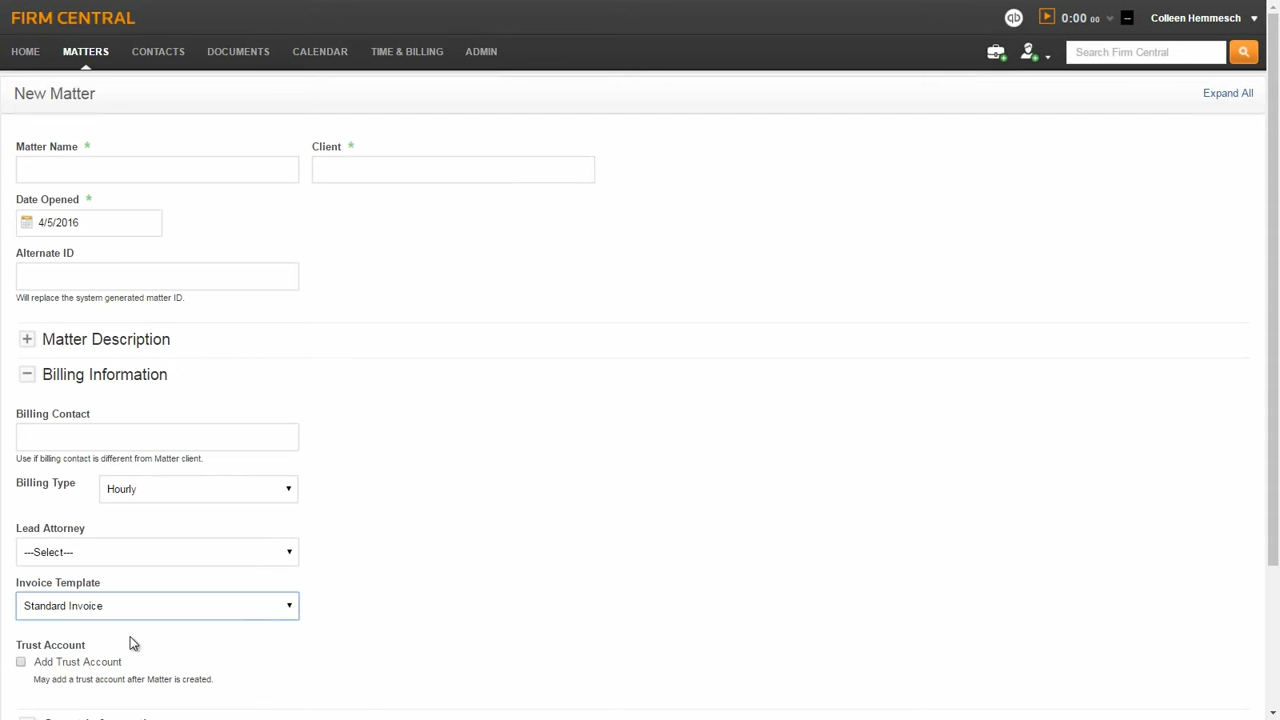 FIRM CENTRAL
qb
0:00 00
Colleen Hemmesch
HOME
MATTERS
CONTACTS
DOCUMENTS
CALENDAR
TIME & BILLING
ADMIN
Search Firm Central
New Matter
Expand All
Matter Name *
Client *
Date Opened *
4/5/2016
Alternate ID
Will replace the system generated matter ID.
Matter Description
Billing Information
Billing Contact
Use if billing contact is different from Matter client.
Billing Type
Hourly
Lead Attorney
---Select---
Invoice Template
Standard Invoice
Trust Account
Add Trust Account
May add a trust account after Matter is created.